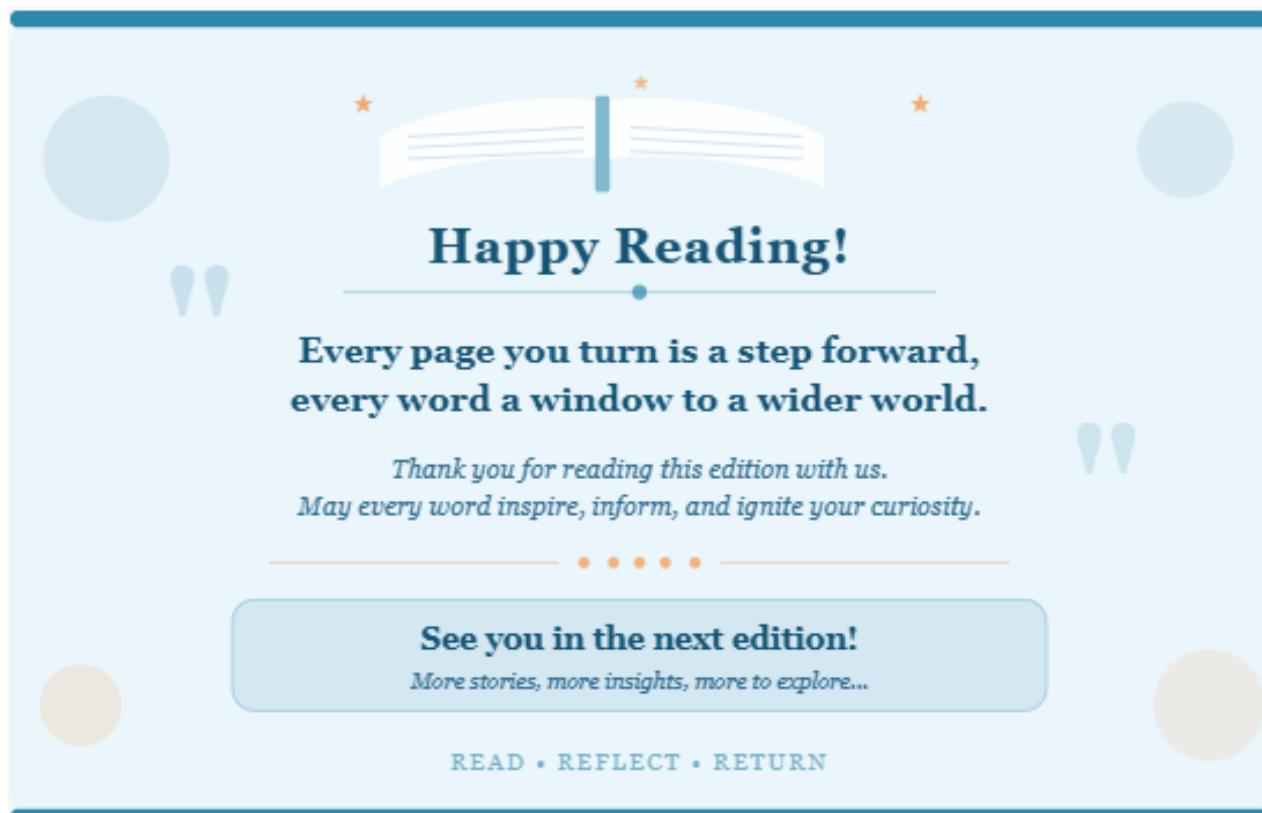 Happy Reading!
Every page you turn is a step forward,
every word a window to a wider world.
Thank you for reading this edition with us.
May every word inspire, inform, and ignite your curiosity.
See you in the next edition!
More stories, more insights, more to explore...
READ • REFLECT • RETURN